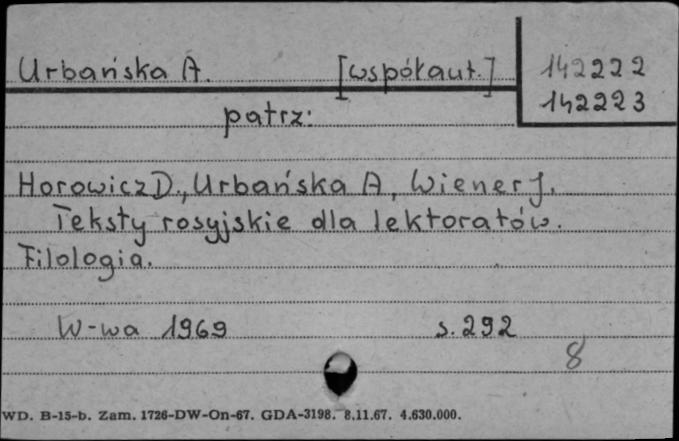 Urbańska A. [współaut.] 142222
142223
patrz:
Horowicz D., Urbańska A, Wiener J.
Teksty rosyjskie dla lektoratów.
Filologia.
W-wa 1969 s. 292
8
WD. B-15-b. Zam. 1726-DW-On-67. GDA-3198. 8.11.67. 4.630.000.